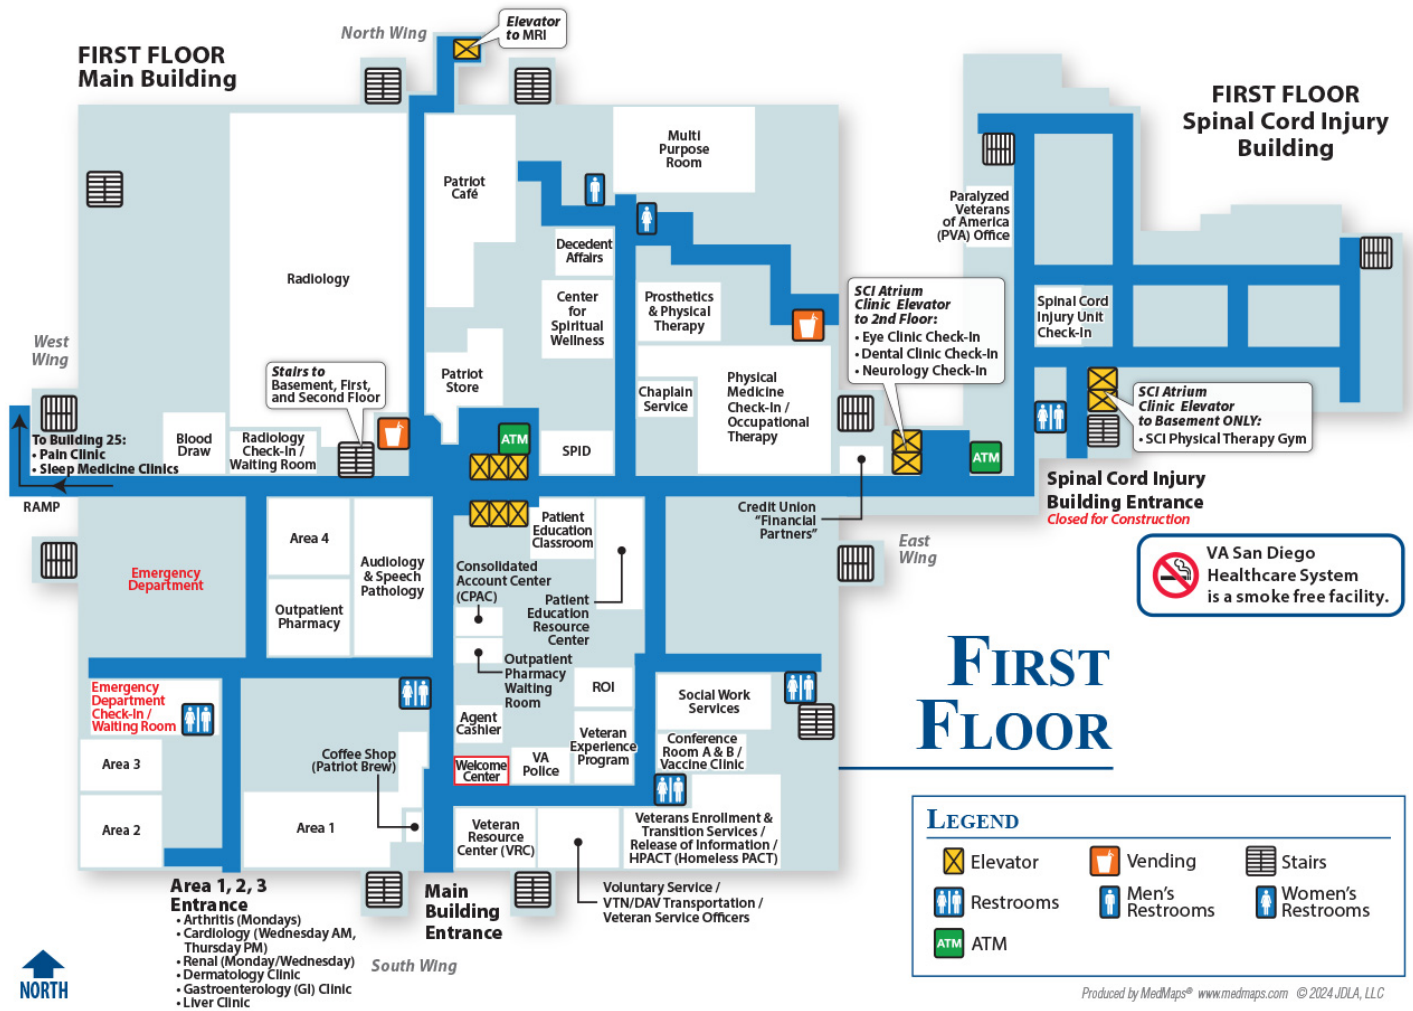 FIRST FLOOR
Main Building
North Wing
Elevator
to MRI
FIRST FLOOR
Spinal Cord Injury
Building
Multi
Purpose
Room
Patriot
Café
Paralyzed
Veterans
of America
(PVA) Office
Decedent
Affairs
Radiology
Center
for
Spiritual
Wellness
Prosthetics
& Physical
Therapy
SCI Atrium
Clinic Elevator
to 2nd Floor:
• Eye Clinic Check-In
• Dental Clinic Check-In
• Neurology Check-In
Spinal Cord
Injury Unit
Check-In
West
Wing
Stairs to
Basement, First,
and Second Floor
Patriot
Store
Chaplain
Service
Physical
Medicine
Check-In /
Occupational
Therapy
SCI Atrium
Clinic Elevator
to Basement ONLY:
• SCI Physical Therapy Gym
To Building 25:
• Pain Clinic
• Sleep Medicine Clinics
Blood
Draw
Radiology
Check-In /
Waiting Room
ATM
SPID
ATM
RAMP
Spinal Cord Injury
Building Entrance
Closed for Construction
Credit Union
"Financial
Partners"
East
Wing
Emergency
Department
Area 4
Outpatient
Pharmacy
Audiology
& Speech
Pathology
Patient
Education
Classroom
Consolidated
Account Center
(CPAC)
Patient
Education
Resource
Center
VA San Diego
Healthcare System
is a smoke free facility.
Outpatient
Pharmacy
Waiting
Room
ROI
FIRST
FLOOR
Emergency
Department
Check-In /
Waiting Room
Agent
Cashier
Social Work
Services
Veteran
Experience
Program
Conference
Room A & B /
Vaccine Clinic
Area 3
Coffee Shop
(Patriot Brew)
Welcome
Center
VA
Police
Area 2
Area 1
Veteran
Resource
Center (VRC)
Veterans Enrollment &
Transition Services /
Release of Information /
HPACT (Homeless PACT)
Voluntary Service /
VTN/DAV Transportation /
Veteran Service Officers
Area 1, 2, 3
Entrance
• Arthritis (Mondays)
• Cardiology (Wednesday AM,
Thursday PM)
• Renal (Monday/Wednesday)
• Dermatology Clinic
• Gastroenterology (GI) Clinic
• Liver Clinic
Main
Building
Entrance
South Wing
NORTH
LEGEND
Elevator
Vending
Stairs
Restrooms
Men's
Restrooms
Women's
Restrooms
ATM ATM
Produced by MedMaps® www.medmaps.com © 2024 JDLA, LLC